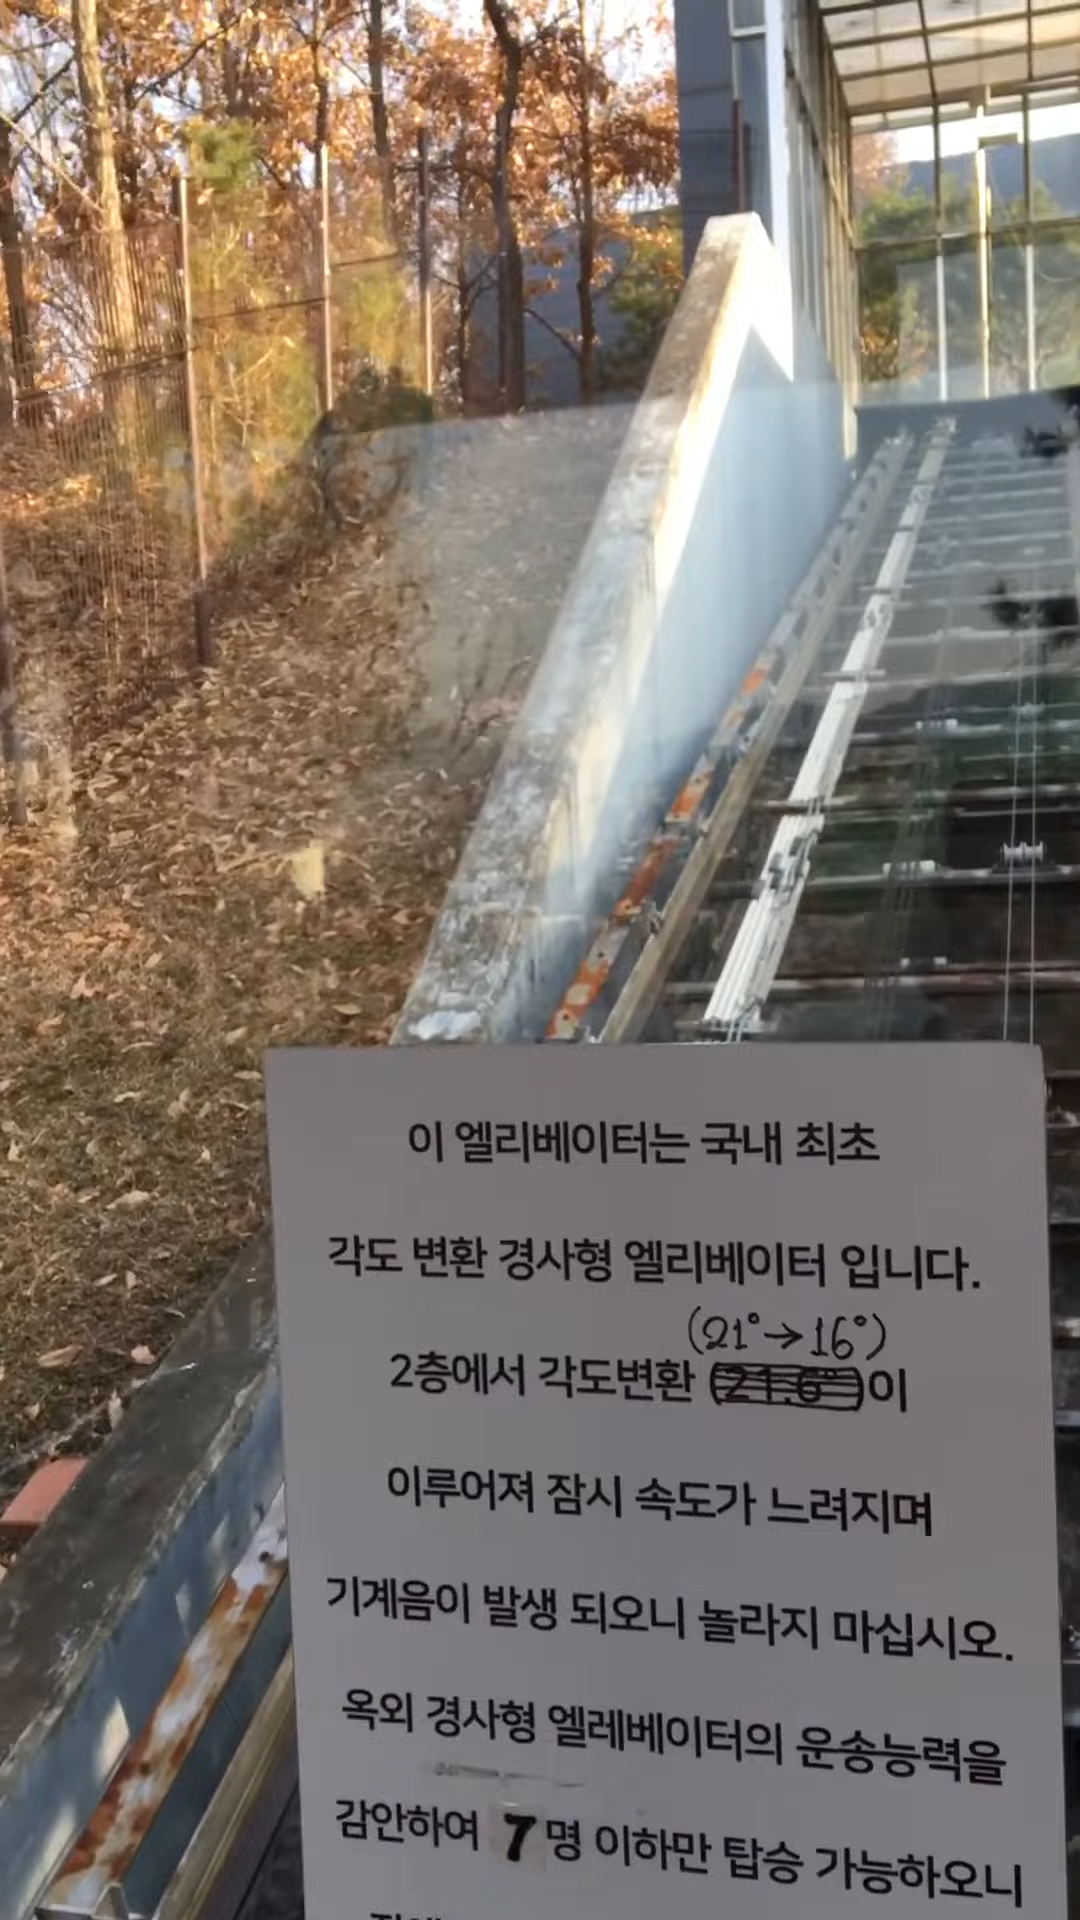 이 엘리베이터는 국내 최초
각도 변환 경사형 엘리베이터 입니다.
(21°→16°)
2층에서 각도변환 (21.6°)이
이루어져 잠시 속도가 느려지며
기계음이 발생 되오니 놀라지 마십시오.
옥외 경사형 엘레베이터의 운송능력을
감안하여 7명 이하만 탑승 가능하오니